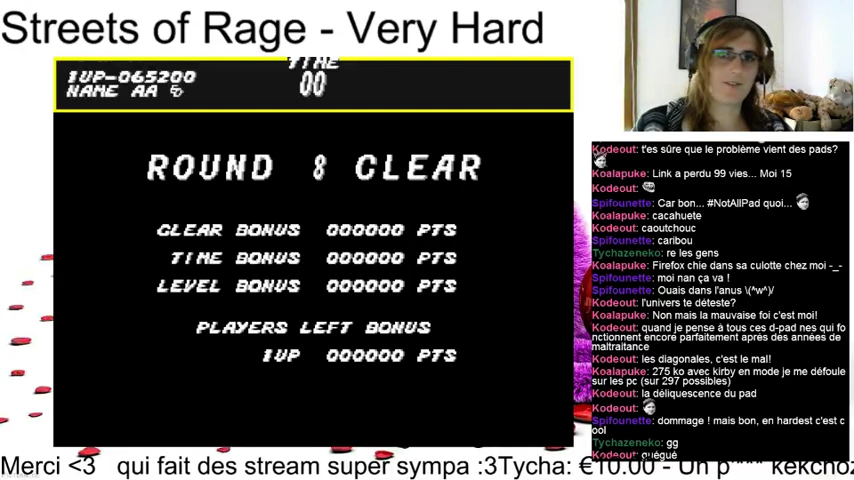 Streets of Rage - Very Hard
TIME
1UP-065200
00
NAME AA
ROUND 8 CLEAR
CLEAR BONUS 000000 PTS
TIME BONUS 000000 PTS
LEVEL BONUS 000000 PTS
PLAYERS LEFT BONUS
1UP 000000 PTS
Kodeout: t'es sûre que le problème vient des pads?
Koalapuke: Link a perdu 99 vies... Moi 15
Kodeout:
Spifounette: Car bon... #NotAllPad quoi...
Koalapuke: cacahuete
Kodeout: caoutchouc
Spifounette: caribou
Tychazeneko: re les gens
Koalapuke: Firefox chie dans sa culotte chez moi -_-
Spifounette: moi nan ça va !
Spifounette: Ouais dans l'anus \(^w^)/
Kodeout: l'univers te déteste?
Koalapuke: Non mais la mauvaise foi c'est moi!
Kodeout: quand je pense à tous ces d-pad nes qui fo
nctionnent encore parfaitement après des années de
maltraitance
Kodeout: les diagonales, c'est le mal!
Koalapuke: 275 ko avec kirby en mode je me défoule
sur les pc (sur 297 possibles)
Kodeout: la déliquescence du pad
Kodeout:
Spifounette: dommage ! mais bon, en hardest c'est c
ool
Tychazeneko: gg
Kodeout: guégué
Merci <3 qui fait des stream super sympa :3Tycha: €10.00 - Un p*** kekchoz